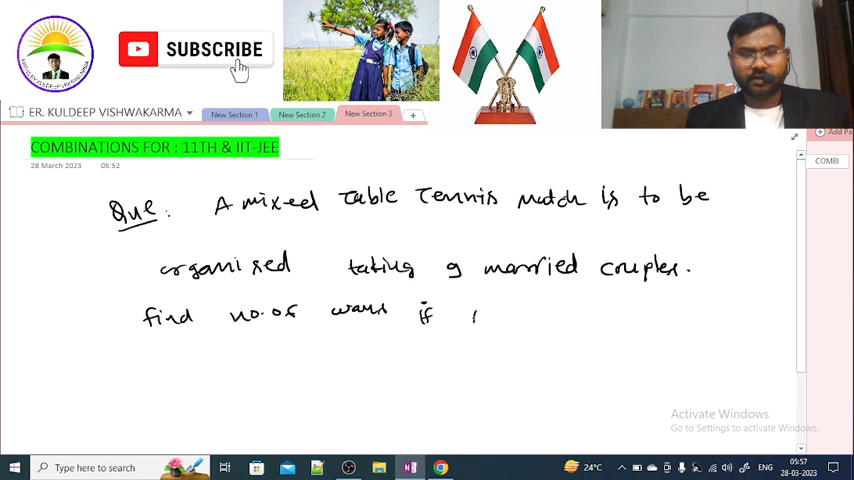 SUBSCRIBE
ER. KULDEEP VISHWAKARMA
New Section 1
New Section 2
New Section 3
+
Add Pa
COMBINATIONS FOR : 11TH & IIT-JEE
COMBI
28 March 2023 05:52
Que: A mixed Table Tennis match is to be
organised taking 9 married couples.
find no. of ways if
Activate Windows
Go to Settings to activate Windows.
Type here to search
24°C
ENG
05:57
28-03-2023